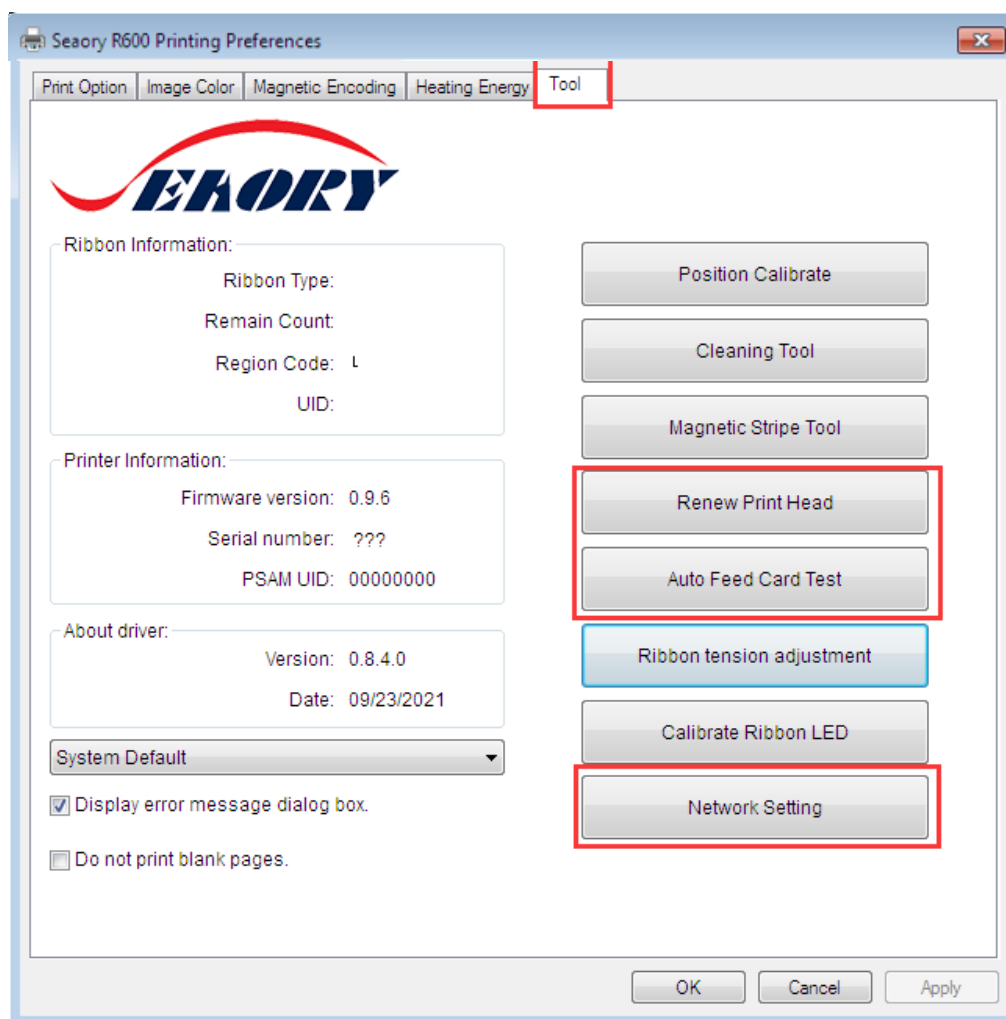 Seaory R600 Printing Preferences
Print Option
Image Color
Magnetic Encoding
Heating Energy
Tool
SEAORY
Ribbon Information:
Ribbon Type:
Remain Count:
Region Code: L
UID:
Printer Information:
Firmware version: 0.9.6
Serial number: ???
PSAM UID: 00000000
About driver:
Version: 0.8.4.0
Date: 09/23/2021
System Default
Display error message dialog box.
Do not print blank pages.
Position Calibrate
Cleaning Tool
Magnetic Stripe Tool
Renew Print Head
Auto Feed Card Test
Ribbon tension adjustment
Calibrate Ribbon LED
Network Setting
OK
Cancel
Apply